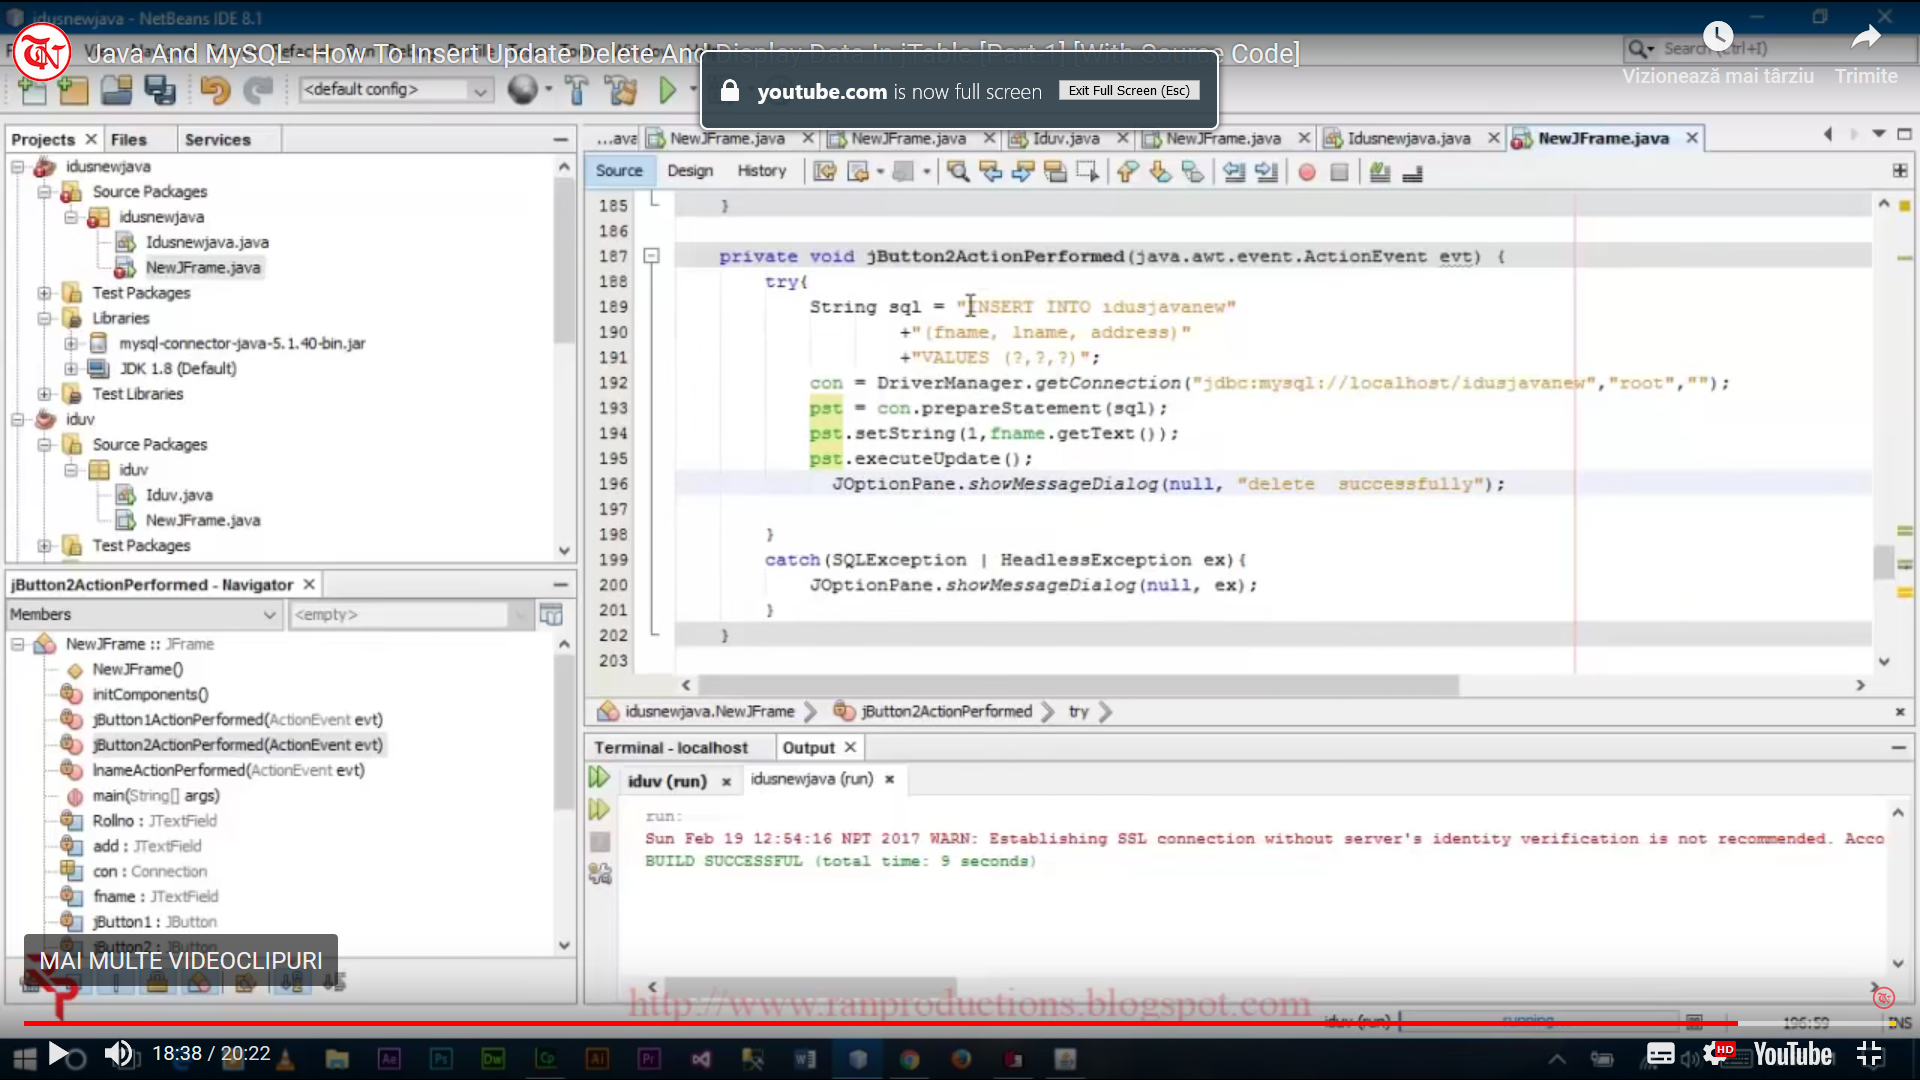 idusnewjava - NetBeans IDE 8.1
Java And MySQL - How To Insert Update Delete And Display Data In jTable [Part 1] [With Source Code]
Search (Ctrl+I)
Vizionează mai târziu
Trimite
youtube.com is now full screen
Exit Full Screen (Esc)
<default config>
Projects
Files
Services
...ava
NewJFrame.java
NewJFrame.java
Iduv.java
NewJFrame.java
Idusnewjava.java
NewJFrame.java
Source
Design
History
idusnewjava
Source Packages
idusnewjava
Idusnewjava.java
NewJFrame.java
Test Packages
Libraries
mysql-connector-java-5.1.40-bin.jar
JDK 1.8 (Default)
Test Libraries
iduv
Source Packages
iduv
Iduv.java
NewJFrame.java
Test Packages
185 }
186
187 private void jButton2ActionPerformed(java.awt.event.ActionEvent evt) {
188 try{
189 String sql = "INSERT INTO idusjavanew"
190 +"(fname, lname, address)"
191 +"VALUES (?,?,?)";
192 con = DriverManager.getConnection("jdbc:mysql://localhost/idusjavanew","root","");
193 pst = con.prepareStatement(sql);
194 pst.setString(1,fname.getText());
195 pst.executeUpdate();
196 JOptionPane.showMessageDialog(null, "delete  successfully");
197
198 }
199 catch(SQLException | HeadlessException ex){
200 JOptionPane.showMessageDialog(null, ex);
201 }
202 }
203
idusnewjava.NewJFrame
jButton2ActionPerformed
try
jButton2ActionPerformed - Navigator
Members
<empty>
NewJFrame :: JFrame
NewJFrame()
initComponents()
jButton1ActionPerformed(ActionEvent evt)
jButton2ActionPerformed(ActionEvent evt)
lnameActionPerformed(ActionEvent evt)
main(String[] args)
Rollno : JTextField
add : JTextField
con : Connection
fname : JTextField
jButton1 : JButton
jButton2 : JButton
MAI MULTE VIDEOCLIPURI
Terminal - localhost
Output
iduv (run)
idusnewjava (run)
run:
Sun Feb 19 12:54:16 NPT 2017 WARN: Establishing SSL connection without server's identity verification is not recommended. Acco
BUILD SUCCESSFUL (total time: 9 seconds)
http://www.ranproductions.blogspot.com
iduv (run)
running...
196:59
INS
18:38 / 20:22
Ae
Ps
Dw
Cp
Ai
Pr
HD
YouTube